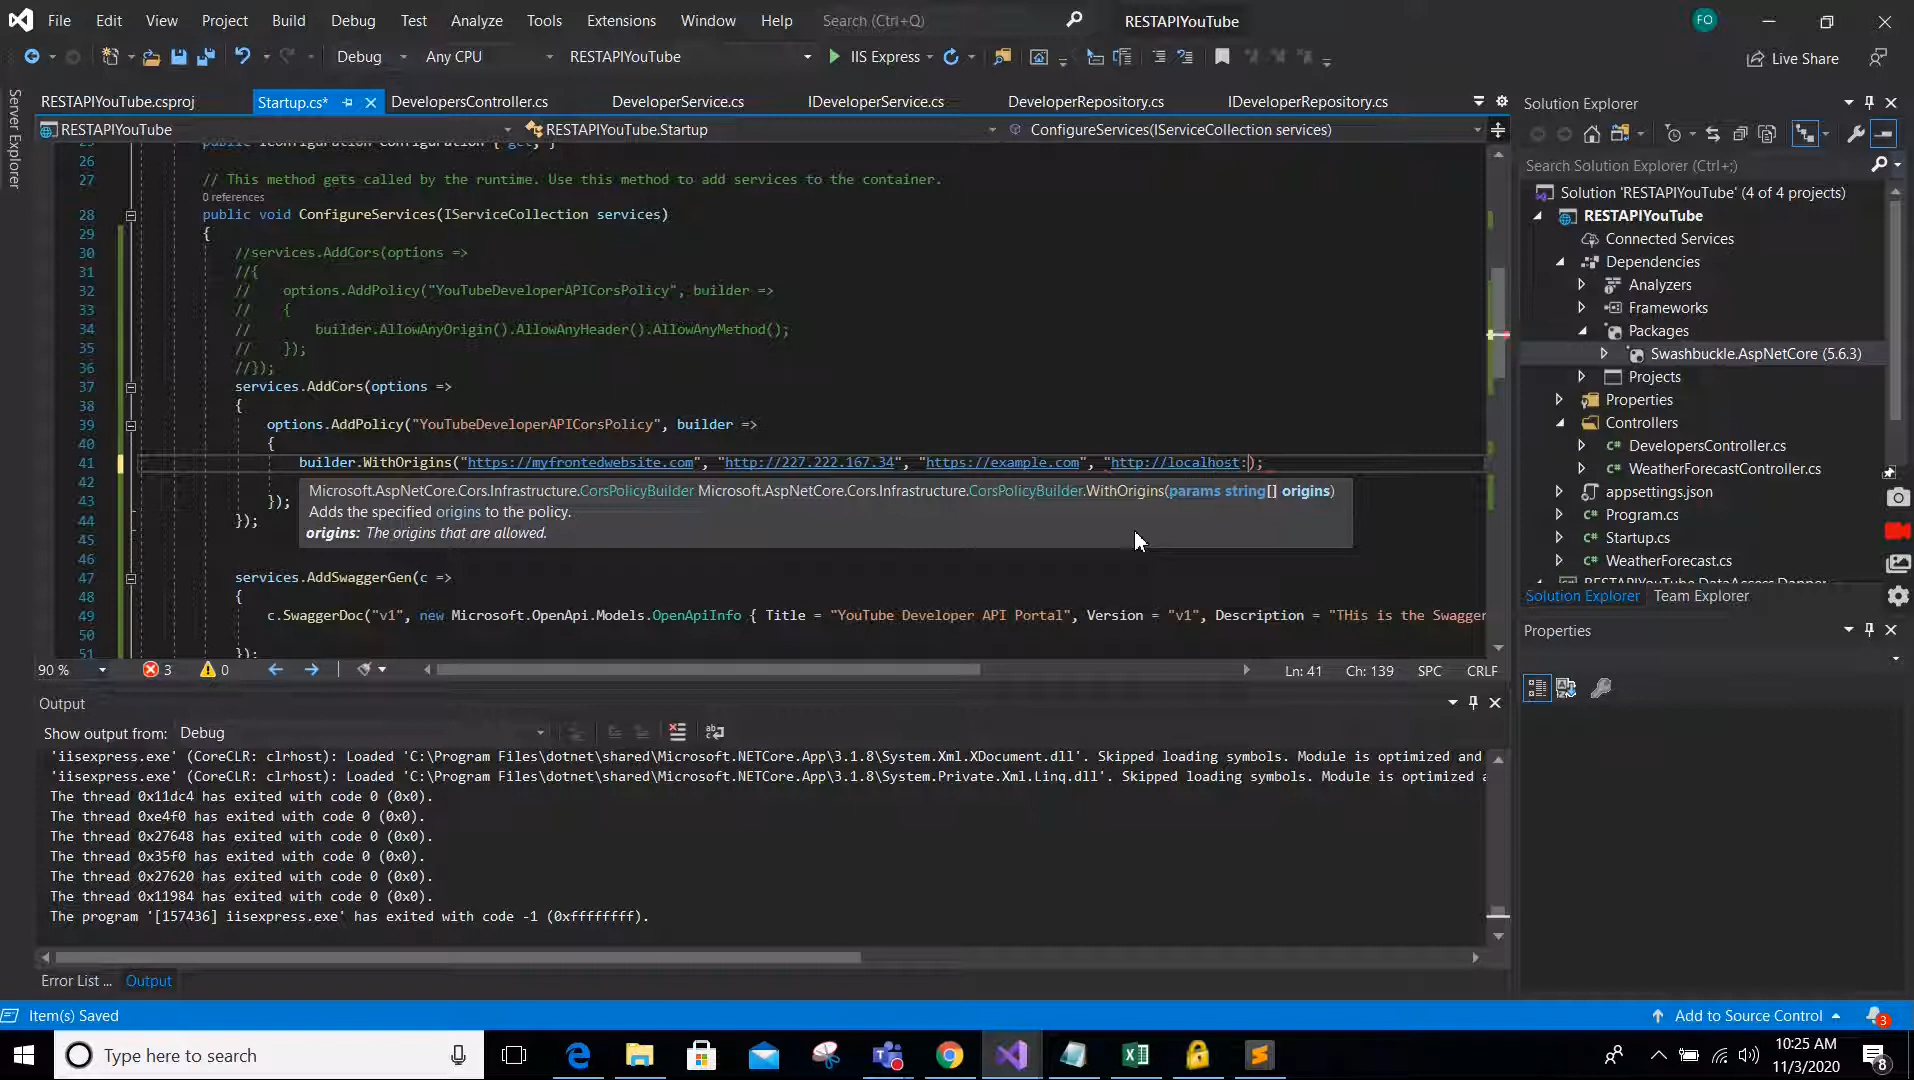 File Edit View Project Build Debug Test Analyze Tools Extensions Window Help Search (Ctrl+Q) RESTAPIYouTube FO
Debug Any CPU RESTAPIYouTube IIS Express Live Share
Server Explorer
RESTAPIYouTube.csproj Startup.cs* DevelopersController.cs DeveloperService.cs IDeveloperService.cs DeveloperRepository.cs IDeveloperRepository.cs
RESTAPIYouTube RESTAPIYouTube.Startup ConfigureServices(IServiceCollection services)
25 public IConfiguration Configuration { get; }
26
27 // This method gets called by the runtime. Use this method to add services to the container.
0 references
28 public void ConfigureServices(IServiceCollection services)
29 {
30 //services.AddCors(options =>
31 //{
32 // options.AddPolicy("YouTubeDeveloperAPICorsPolicy", builder =>
33 // {
34 // builder.AllowAnyOrigin().AllowAnyHeader().AllowAnyMethod();
35 // });
36 //});
37 services.AddCors(options =>
38 {
39 options.AddPolicy("YouTubeDeveloperAPICorsPolicy", builder =>
40 {
41 builder.WithOrigins("https://myfrontedwebsite.com", "http://227.222.167.34", "https://example.com", "http://localhost:);
42 Microsoft.AspNetCore.Cors.Infrastructure.CorsPolicyBuilder Microsoft.AspNetCore.Cors.Infrastructure.CorsPolicyBuilder.WithOrigins(params string[] origins)
43 }); Adds the specified origins to the policy.
44 }); origins: The origins that are allowed.
45
46
47 services.AddSwaggerGen(c =>
48 {
49 c.SwaggerDoc("v1", new Microsoft.OpenApi.Models.OpenApiInfo { Title = "YouTube Developer API Portal", Version = "v1", Description = "THis is the Swagger
50
51 });
90 % 3 0 Ln: 41 Ch: 139 SPC CRLF
Output
Show output from: Debug
'iisexpress.exe' (CoreCLR: clrhost): Loaded 'C:\Program Files\dotnet\shared\Microsoft.NETCore.App\3.1.8\System.Xml.XDocument.dll'. Skipped loading symbols. Module is optimized and
'iisexpress.exe' (CoreCLR: clrhost): Loaded 'C:\Program Files\dotnet\shared\Microsoft.NETCore.App\3.1.8\System.Private.Xml.Linq.dll'. Skipped loading symbols. Module is optimized a
The thread 0x11dc4 has exited with code 0 (0x0).
The thread 0xe4f0 has exited with code 0 (0x0).
The thread 0x27648 has exited with code 0 (0x0).
The thread 0x35f0 has exited with code 0 (0x0).
The thread 0x27620 has exited with code 0 (0x0).
The thread 0x11984 has exited with code 0 (0x0).
The program '[157436] iisexpress.exe' has exited with code -1 (0xffffffff).
Error List ... Output
Solution Explorer
Search Solution Explorer (Ctrl+;)
Solution 'RESTAPIYouTube' (4 of 4 projects)
RESTAPIYouTube
Connected Services
Dependencies
Analyzers
Frameworks
Packages
Swashbuckle.AspNetCore (5.6.3)
Projects
Properties
Controllers
C# DevelopersController.cs
C# WeatherForecastController.cs
appsettings.json
C# Program.cs
C# Startup.cs
C# WeatherForecast.cs
RESTAPIYouTube.DataAccess.Dapper
Solution Explorer Team Explorer
Properties
Item(s) Saved Add to Source Control 3
Type here to search 10:25 AM
11/3/2020 8